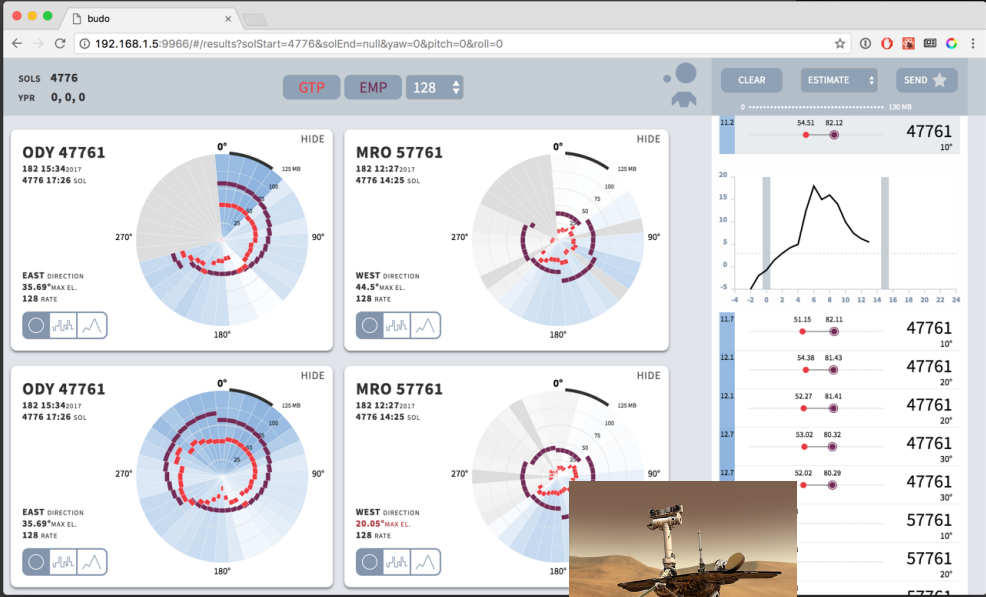 budo
192.168.1.5:9966/#/results?solStart=4776&solEnd=null&yaw=0&pitch=0&roll=0
SOLS 4776
YPR 0, 0, 0
GTP EMP 128
CLEAR ESTIMATE SEND
0 130 MB
HIDE
ODY 47761
182 15:34 2017
4776 17:26 SOL
0°
125 MB
100
75
50
25
270°
90°
180°
EAST DIRECTION
35.69° MAX EL.
128 RATE
HIDE
MRO 57761
182 12:27 2017
4776 14:25 SOL
0°
125 MB
100
75
50
25
270°
90°
180°
WEST DIRECTION
44.5° MAX EL.
128 RATE
HIDE
ODY 47761
182 15:34 2017
4776 17:26 SOL
0°
125 MB
100
75
50
25
270°
90°
180°
EAST DIRECTION
35.69° MAX EL.
128 RATE
HIDE
MRO 57761
182 12:27 2017
4776 14:25 SOL
0°
125 MB
100
75
50
25
270°
90°
WEST DIRECTION
20.05° MAX EL.
128 RATE
180°
11.2 54.51 82.12 47761
10°
20
15
10
5
0
-5
-4 -2 0 2 4 6 8 10 12 14 16 18 20 22 24
11.7 51.15 82.11 47761
10°
12.1 54.38 81.43 47761
20°
12.1 52.27 81.41 47761
20°
12.7 53.02 80.32 47761
30°
12.7 52.02 80.29 47761
30°
57761
10°
57761
20°
57761